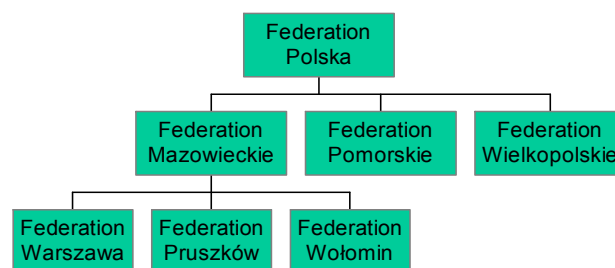 Federation
Polska
Federation
Mazowieckie
Federation
Pomorskie
Federation
Wielkopolskie
Federation
Warszawa
Federation
Pruszków
Federation
Wołomin